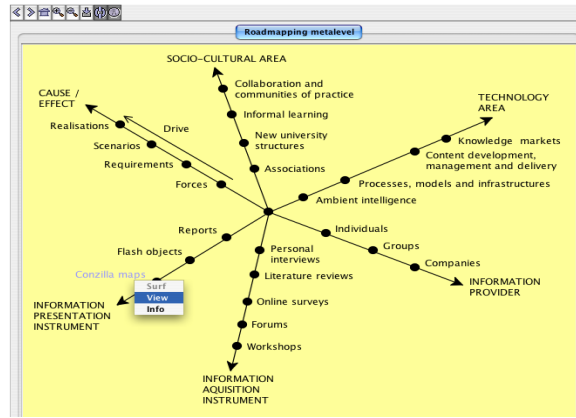 Roadmapping metalevel
SOCIO-CULTURAL AREA
Collaboration and
communities of practice
Informal learning
New university
structures
Associations
CAUSE /
EFFECT
Drive
Realisations
Scenarios
Requirements
Forces
TECHNOLOGY
AREA
Knowledge markets
Content development,
management and delivery
Processes, models and infrastructures
Ambient intelligence
Individuals
Groups
Companies
INFORMATION
PROVIDER
Reports
Flash objects
Conzilla maps
Surf
View
Info
INFORMATION
PRESENTATION
INSTRUMENT
Personal
interviews
Literature reviews
Online surveys
Forums
Workshops
INFORMATION
AQUISITION
INSTRUMENT